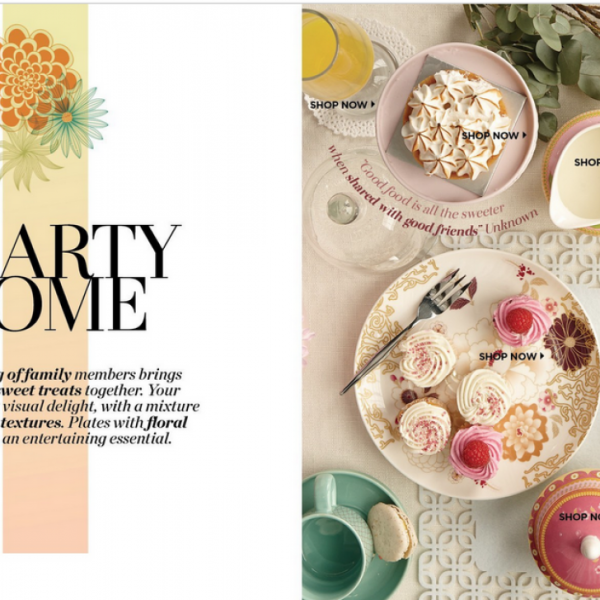 ARTY
OME
of family members brings
sweet treats together. Your
visual delight, with a mixture
textures. Plates with floral
an entertaining essential.
SHOP NOW
SHOP NOW
SHOP
"Good food is all the sweeter
when shared with good friends" Unknown
SHOP NOW
SHOP NO